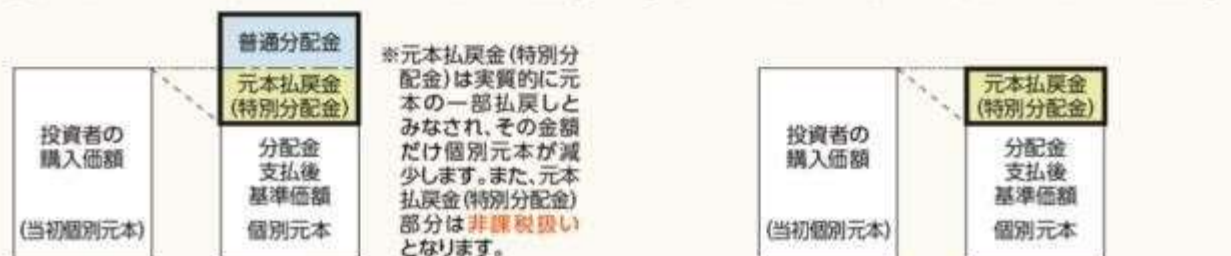 普通分配金
元本払戻金
(特別分配金)
投資者の
購入価額
(当初個別元本)
分配金
支払後
基準価額
個別元本
※元本払戻金(特別分
配金)は実質的に元
本の一部払戻しと
みなされ、その金額
だけ個別元本が減
少します。また、元本
払戻金(特別分配金)
部分は非課税扱い
となります。
投資者の
購入価額
(当初個別元本)
元本払戻金
(特別分配金)
分配金
支払後
基準価額
個別元本